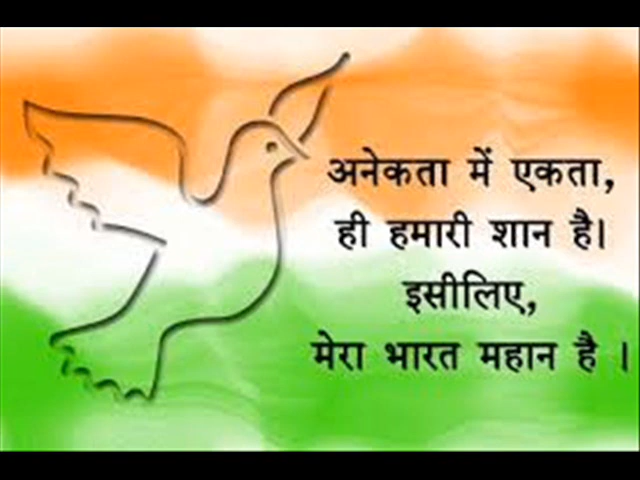 अनेकता में एकता,
ही हमारी शान है।
इसीलिए,
मेरा भारत महान है ।